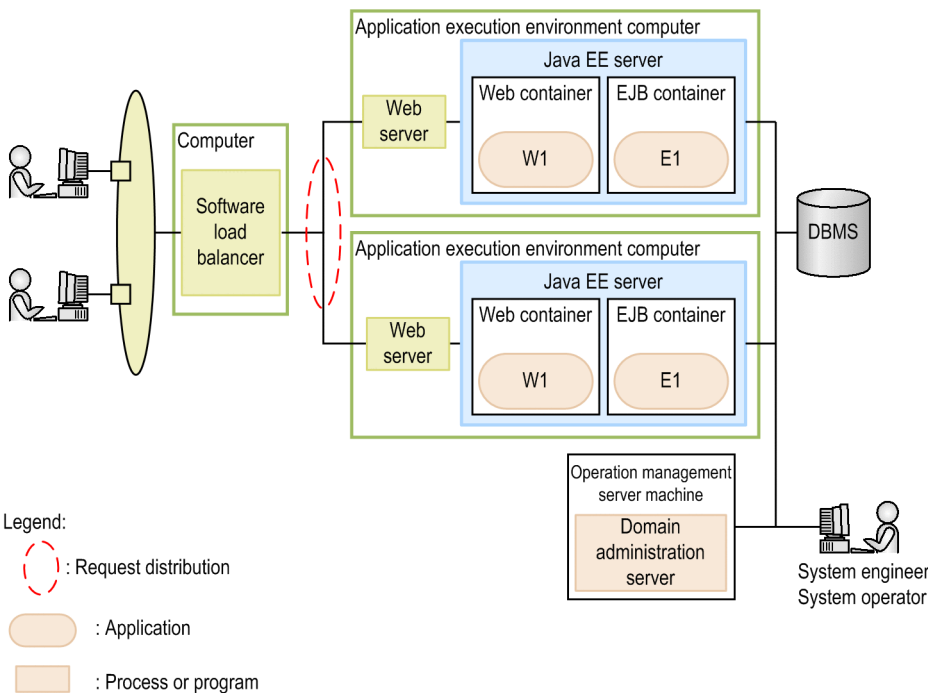 Application execution environment computer
Java EE server
Web container
EJB container
Web
server
W1
E1
Computer
Software
load
balancer
DBMS
Application execution environment computer
Java EE server
Web container
EJB container
Web
server
W1
E1
Operation management
server machine
Domain
administration
server
System engineer
System operator
Legend:
: Request distribution
: Application
: Process or program